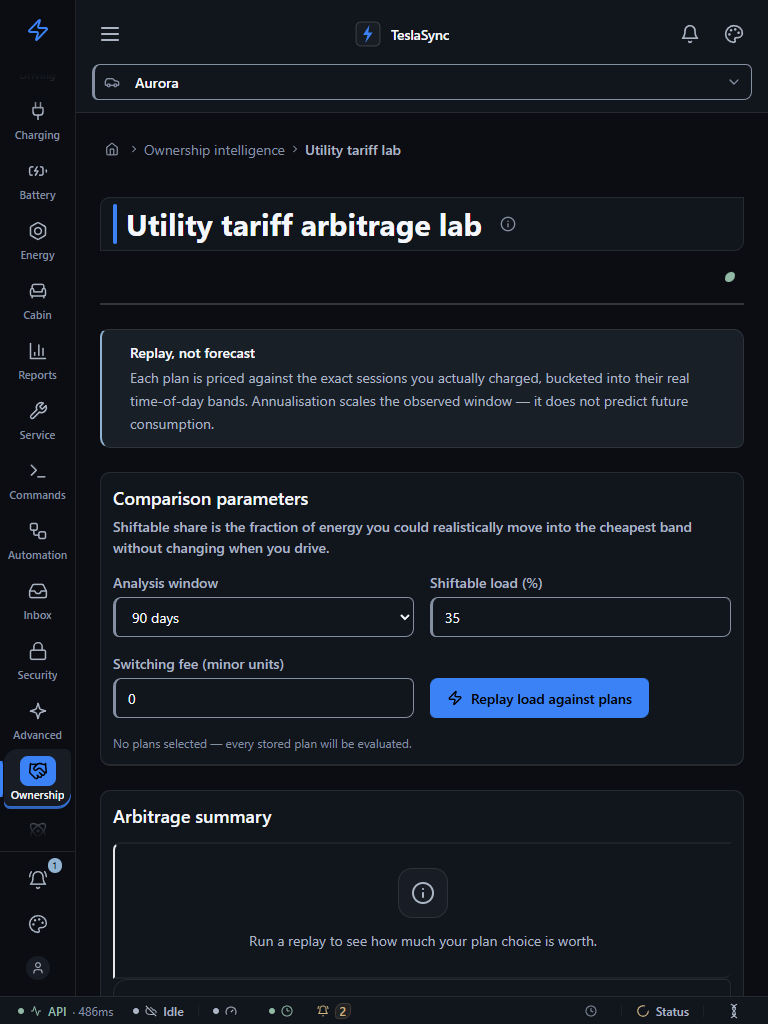 TeslaSync
Aurora
Driving
Charging
Battery
Energy
Cabin
Reports
Service
Commands
Automation
Inbox
Security
Advanced
Ownership
1
Ownership intelligence
Utility tariff lab
Utility tariff arbitrage lab
Replay, not forecast
Each plan is priced against the exact sessions you actually charged, bucketed into their real
time-of-day bands. Annualisation scales the observed window — it does not predict future
consumption.
Comparison parameters
Shiftable share is the fraction of energy you could realistically move into the cheapest band
without changing when you drive.
Analysis window
Shiftable load (%)
90 days
35
Switching fee (minor units)
0
Replay load against plans
No plans selected — every stored plan will be evaluated.
Arbitrage summary
Run a replay to see how much your plan choice is worth.
API · 486ms
Idle
2
Status